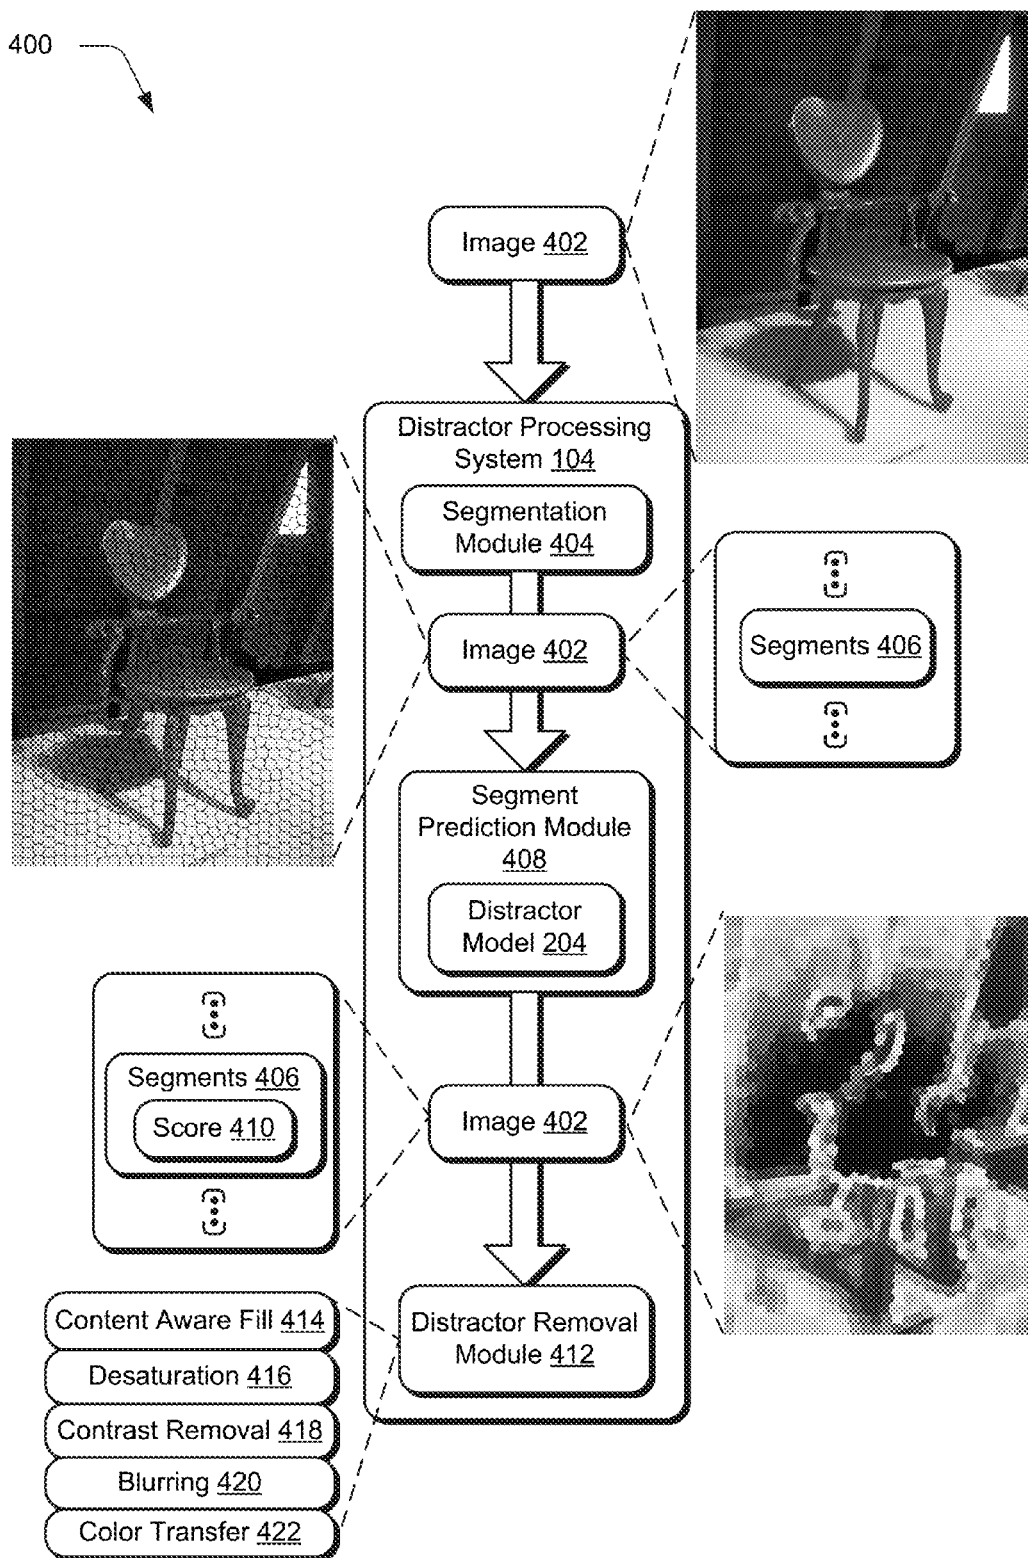 400
Image 402
Distractor Processing
System 104
Segmentation
Module 404
Image 402
Segments 406
Segment
Prediction Module
408
Distractor
Model 204
Segments 406
Score 410
Image 402
Distractor Removal
Module 412
Content Aware Fill 414
Desaturation 416
Contrast Removal 418
Blurring 420
Color Transfer 422